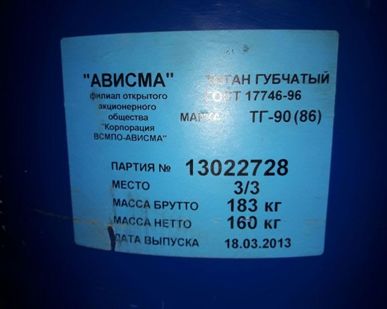 "АВИСМА"
филиал открытого
акционерного
общества
"Корпорация
ВСМПО-АВИСМА"
ГУБЧАТЫЙ
ГОСТ 17746-96
МАРКА ТГ-90 (86)
ПАРТИЯ № 13022728
МЕСТО 3/3
МАССА БРУТТО 183 кг
МАССА НЕТТО 160 кг
ДАТА ВЫПУСКА 18.03.2013